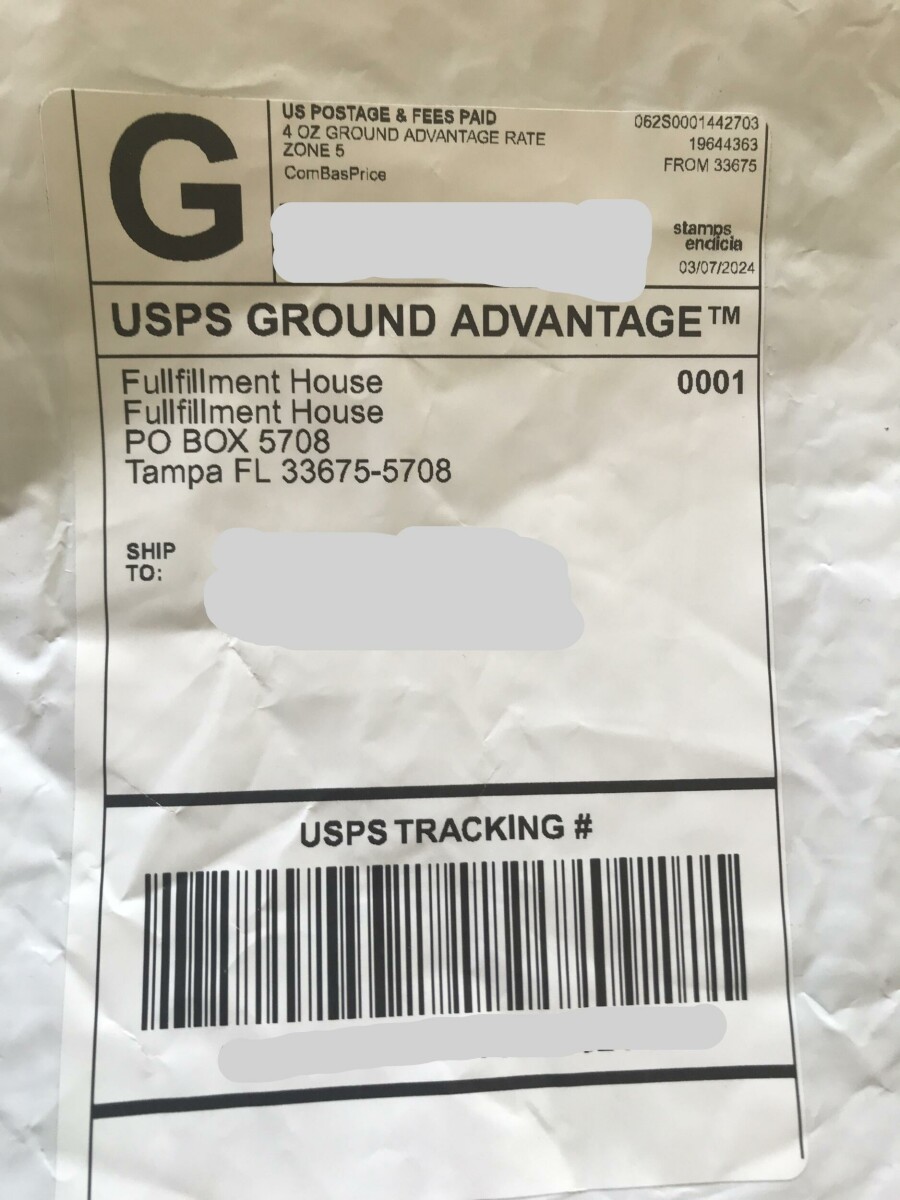 G
US POSTAGE & FEES PAID
4 OZ GROUND ADVANTAGE RATE
ZONE 5
ComBasPrice
062S0001442703
19644363
FROM 33675
stamps
endicia
03/07/2024
USPS GROUND ADVANTAGE™
Fullfillment House
Fullfillment House
PO BOX 5708
Tampa FL 33675-5708
0001
SHIP
TO:
USPS TRACKING #